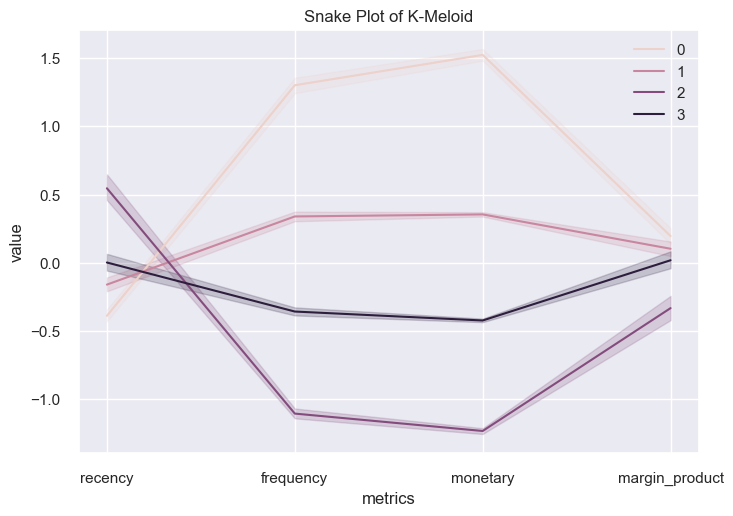 Snake Plot of K-Meloid
0
1
2
3
1.5
1.0
0.5
0.0
−0.5
−1.0
value
recency
frequency
monetary
margin_product
metrics